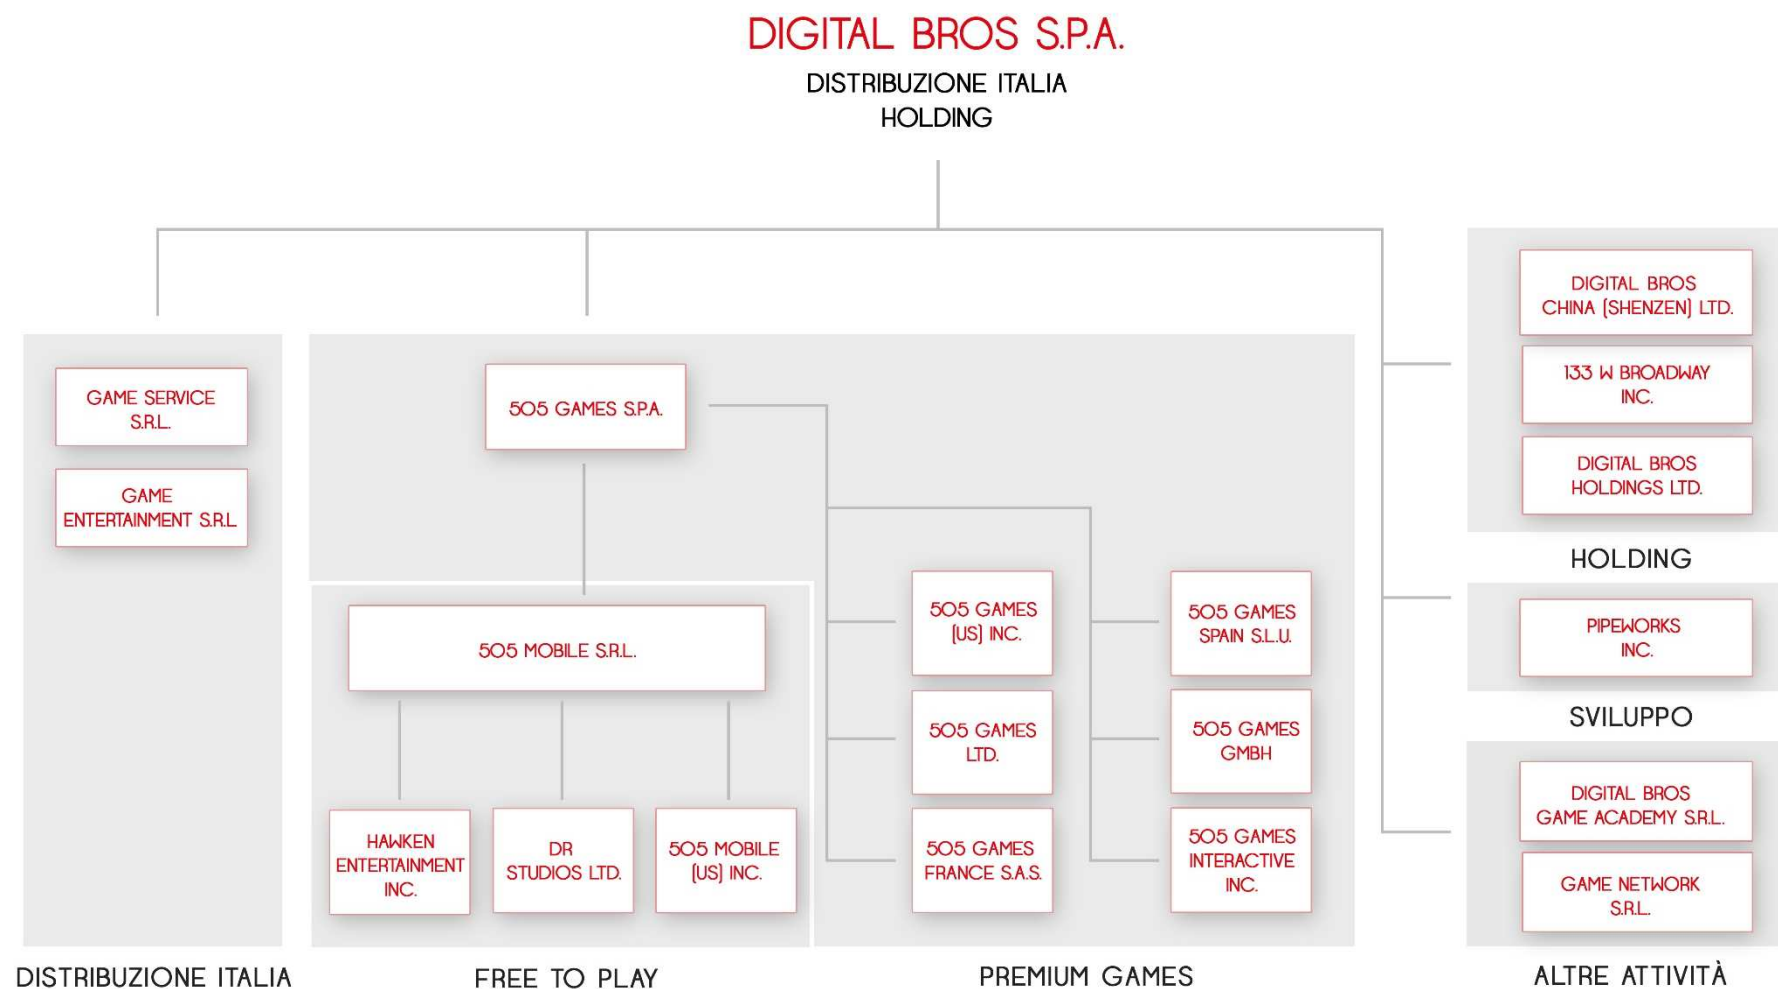 DIGITAL BROS S.P.A.
DISTRIBUZIONE ITALIA
HOLDING
GAME SERVICE
S.R.L.
GAME
ENTERTAINMENT S.R.L
DISTRIBUZIONE ITALIA
505 GAMES S.P.A.
505 MOBILE S.R.L.
HAWKEN
ENTERTAINMENT
INC.
DR
STUDIOS LTD.
505 MOBILE
(US) INC.
FREE TO PLAY
505 GAMES
(US) INC.
505 GAMES
LTD.
505 GAMES
FRANCE S.A.S.
505 GAMES
SPAIN S.L.U.
505 GAMES
GMBH
505 GAMES
INTERACTIVE
INC.
PREMIUM GAMES
DIGITAL BROS
CHINA (SHENZEN) LTD.
133 W BROADWAY
INC.
DIGITAL BROS
HOLDINGS LTD.
HOLDING
PIPEWORKS
INC.
SVILUPPO
DIGITAL BROS
GAME ACADEMY S.R.L.
GAME NETWORK
S.R.L.
ALTRE ATTIVITÀ